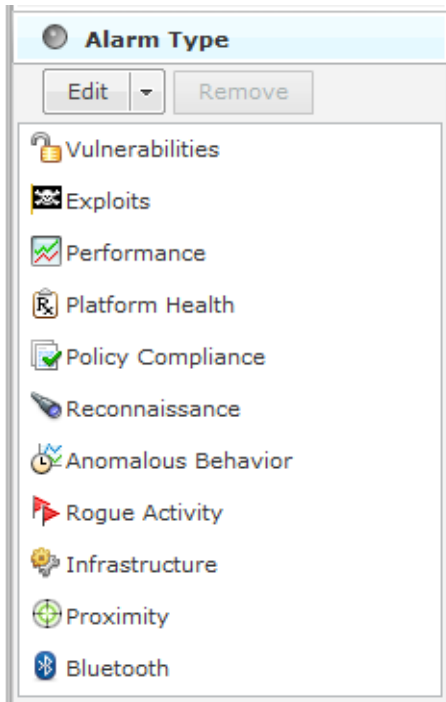 Alarm Type
Edit Remove
Vulnerabilities
Exploits
Performance
Platform Health
Policy Compliance
Reconnaissance
Anomalous Behavior
Rogue Activity
Infrastructure
Proximity
Bluetooth